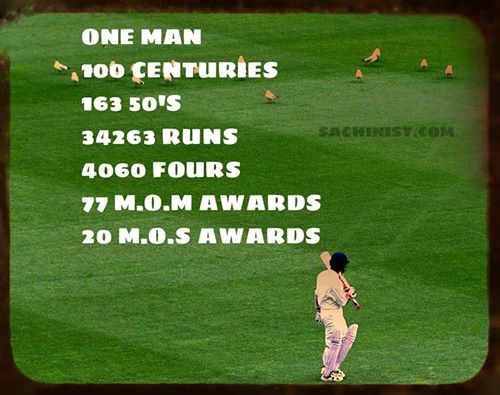 ONE MAN
100 CENTURIES
163 50'S
34263 RUNS
SACHINIST.COM
4060 FOURS
77 M.O.M AWARDS
20 M.O.S AWARDS